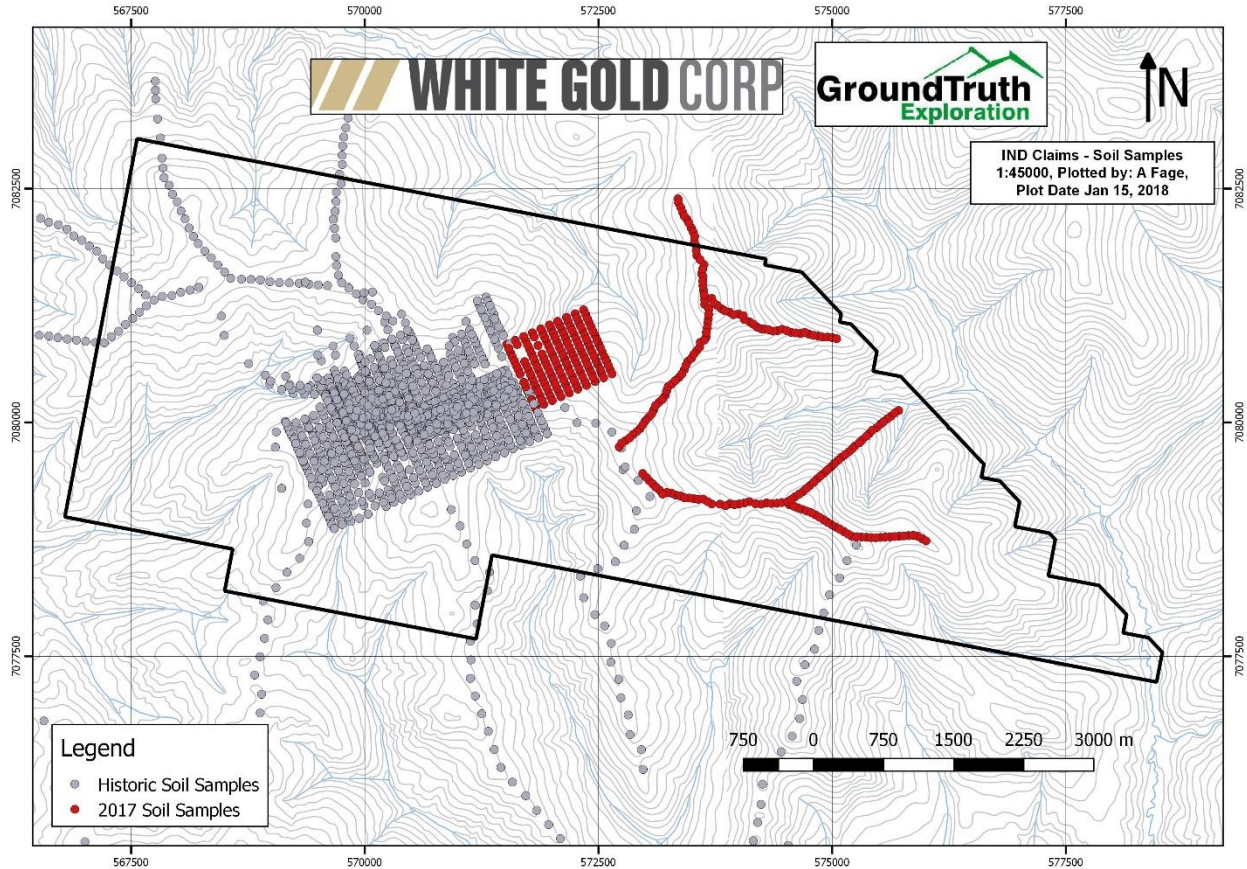 567500 570000 572500 575000 577500
WHITE GOLD CORP
GroundTruth
Exploration
N
IND Claims - Soil Samples
1:45000, Plotted by: A Fage,
Plot Date Jan 15, 2018
7082500 7082500
7080000 7080000
7077500 7077500
750 0 750 1500 2250 3000 m
Legend
Historic Soil Samples
2017 Soil Samples
567500 570000 572500 575000 577500